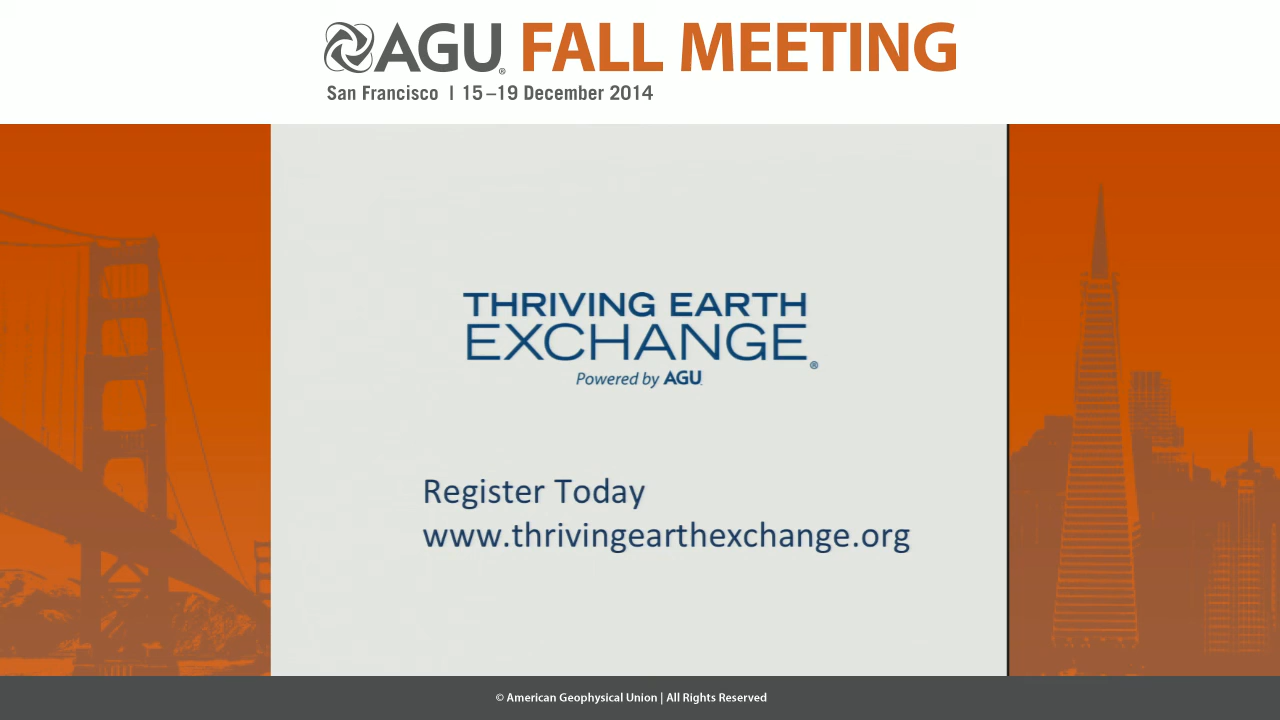 AGU® FALL MEETING
San Francisco | 15–19 December 2014
THRIVING EARTH
EXCHANGE®
Powered by AGU
Register Today
www.thrivingearthexchange.org
© American Geophysical Union | All Rights Reserved